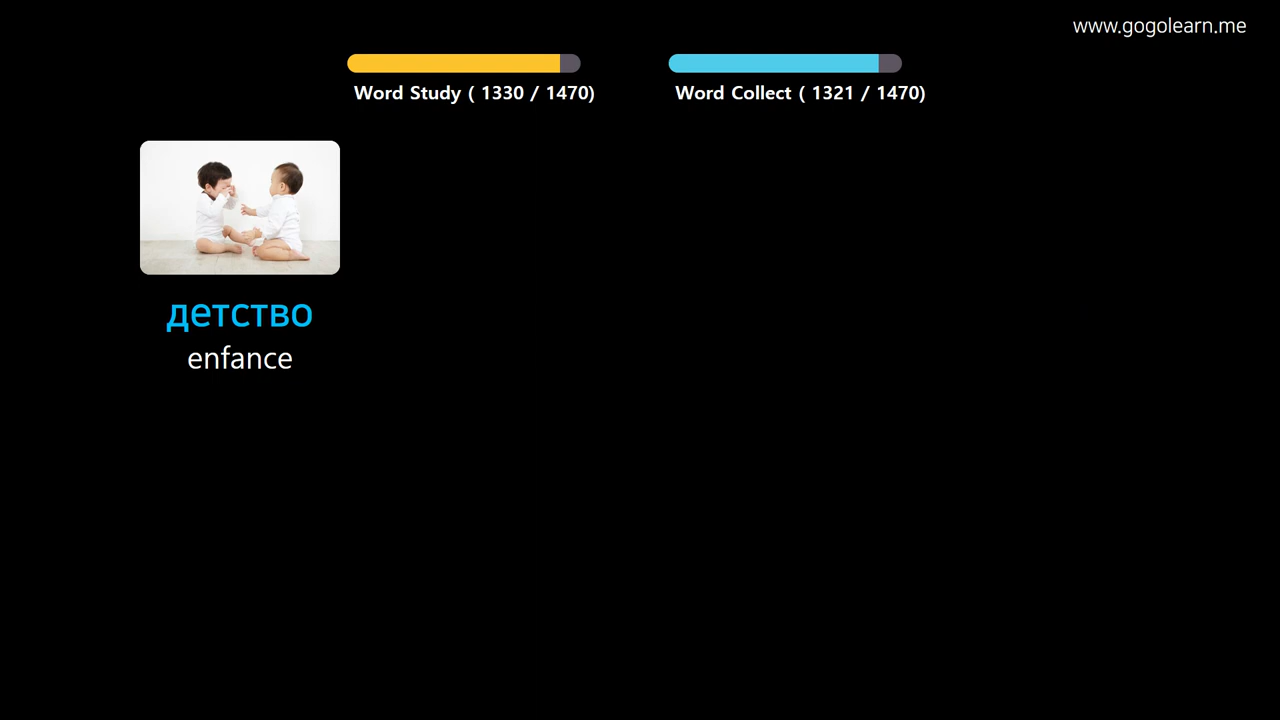 www.gogolearn.me
Word Study ( 1330 / 1470)
Word Collect ( 1321 / 1470)
детство
enfance